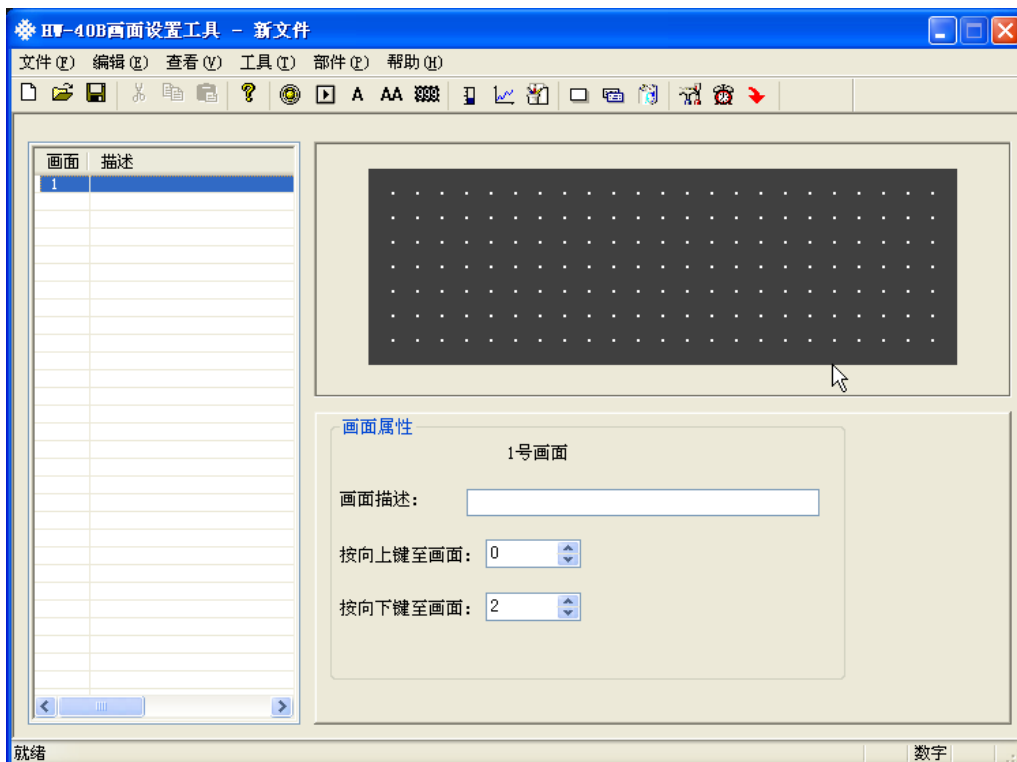 HW-40B画面设置工具 - 新文件
文件(F) 编辑(E) 查看(V) 工具(T) 部件(P) 帮助(H)
A AA
画面 描述
1
画面属性
1号画面
画面描述：
按向上键至画面： 0
按向下键至画面： 2
就绪 数字